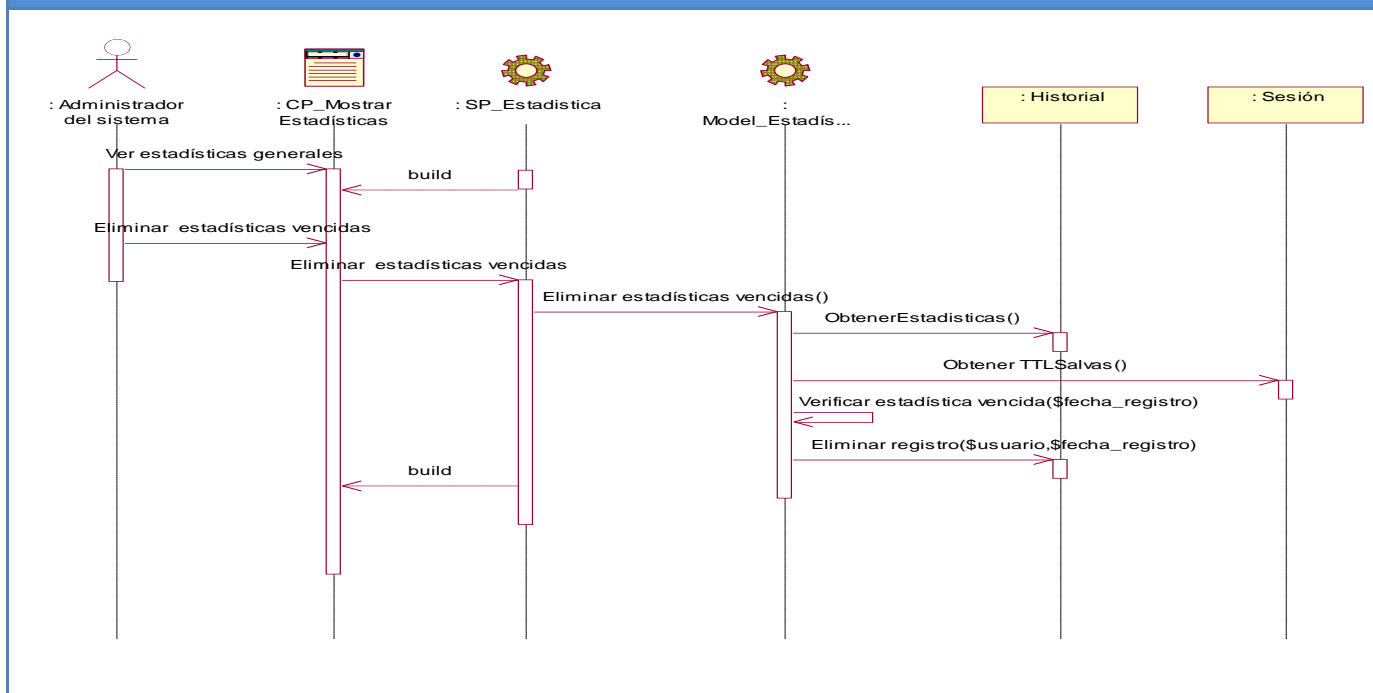 : Administrador
del sistema
: CP_Mostrar
Estadísticas
: SP_Estadistica
:
Model_Estadís...
: Historial
: Sesión
Ver estadísticas generales
build
Eliminar estadísticas vencidas
Eliminar estadísticas vencidas
Eliminar estadísticas vencidas()
ObtenerEstadisticas()
Obtener TTLSalvas()
Verificar estadística vencida($fecha_registro)
Eliminar registro($usuario,$fecha_registro)
build